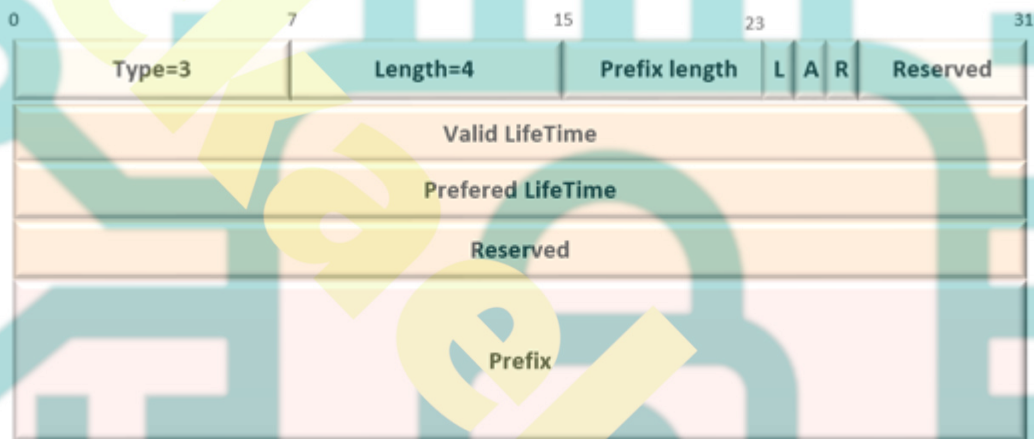 0 7 15 23 31
Type=3 Length=4 Prefix length L A R Reserved
Valid LifeTime
Prefered LifeTime
Reserved
Prefix